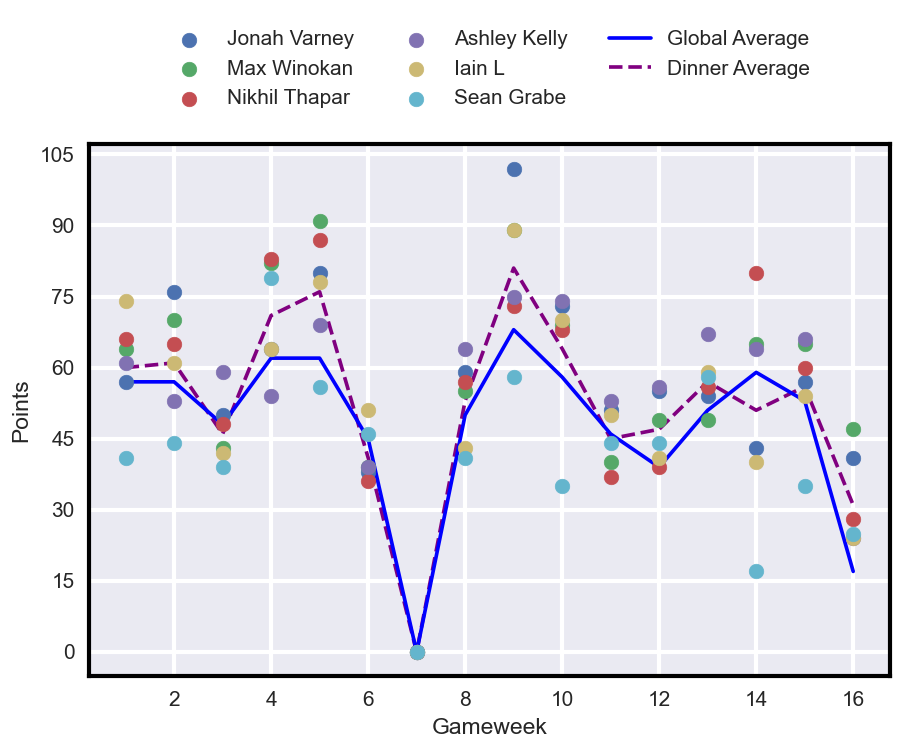 Jonah Varney
Max Winokan
Nikhil Thapar
Ashley Kelly
Iain L
Sean Grabe
Global Average
Dinner Average
105
90
75
60
45
30
15
0
Points
2 4 6 8 10 12 14 16
Gameweek